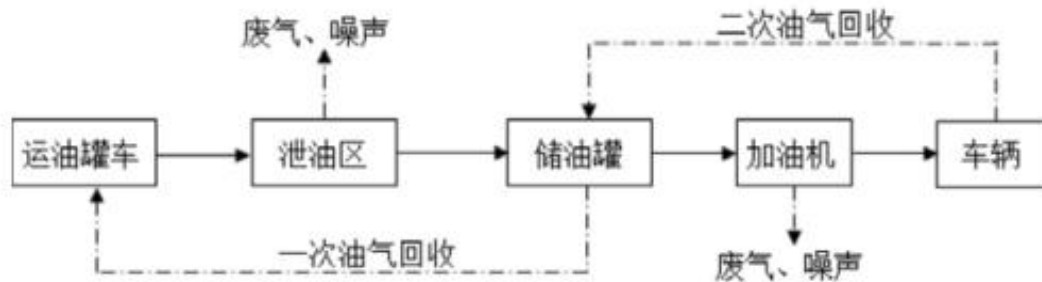 废气、噪声
二次油气回收
运油罐车
泄油区
储油罐
加油机
车辆
一次油气回收
废气、噪声